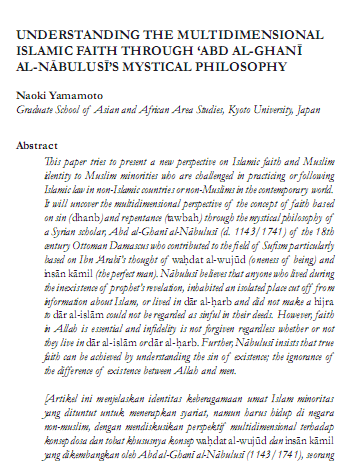 UNDERSTANDING THE MULTIDIMENSIONAL
ISLAMIC FAITH THROUGH ‘ABD AL-GHANĪ
AL-NĀBULUSĪ’S MYSTICAL PHILOSOPHY
Naoki Yamamoto
Graduate School of Asian and African Area Studies, Kyoto University, Japan
Abstract
This paper tries to present a new perspective on Islamic faith and Muslim
identity to Muslim minorities who are challenged in practicing or following
Islamic law in non-Islamic countries or non-Muslims in the contemporary world.
It will uncover the multidimensional perspective of the concept of faith based
on sin (dhanb) and repentance (tawbah) through the mystical philosophy of
a Syrian scholar, Abd al-Ghanī al-Nābulusī (d. 1143/1741) of the 18th
century Ottoman Damascus who contributed to the field of Sufism particularly
based on Ibn ‘Arabī’s thought of waḥdat al-wujūd (oneness of being) and
insān kāmil (the perfect man). Nābulusī believes that anyone who lived during
the inexistence of prophet’s revelation, inhabited an isolated place cut off from
information about Islam, or lived in dār al-ḥarb and did not make a hijra
to dār al-islām could not be regarded as sinful in their deeds. However, faith
in Allah is essential and infidelity is not forgiven regardless whether or not
they live in dār al-islām or dār al-ḥarb. Further, Nābulusī insists that true
faith can be achieved by understanding the sin of existence; the ignorance of
the difference of existence between Allah and men.
[Artikel ini menjelaskan identitas keberagamaan umat Islam minoritas
yang dituntut untuk menerapkan syariat, namun harus hidup di negara
non-muslim, dengan mendiskusikan perspektif multidimensional terhadap
konsep dosa dan tobat khususnya konsep waḥdat al-wujūd dan insān kāmil
yang dikembangkan oleh Abd al-Ghanī al-Nābulusī (1143/1741), seorang